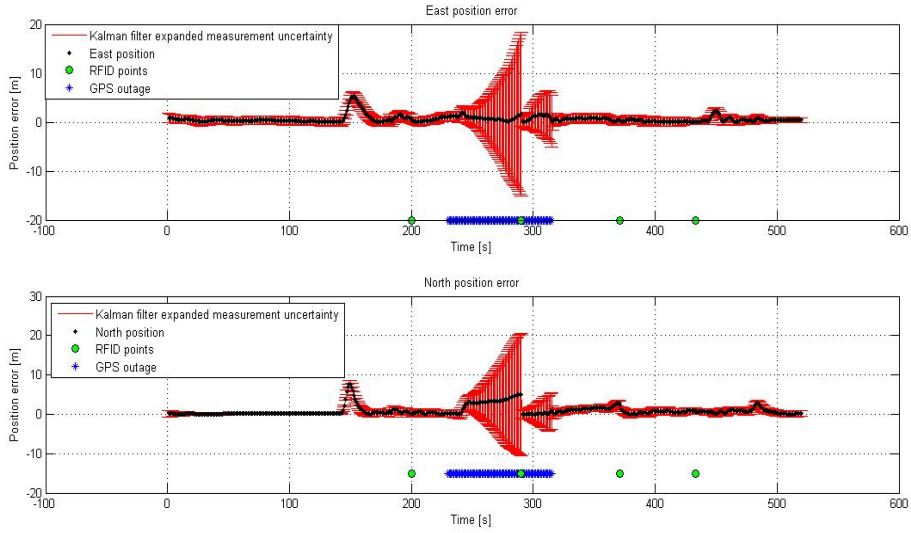 East position error
20
10
0
-10
-20
Position error [m]
Kalman filter expanded measurement uncertainty
East position
RFID points
GPS outage
-100 0 100 200 300 400 500 600
Time [s]
North position error
30
20
10
0
-10
-20
Position error [m]
Kalman filter expanded measurement uncertainty
North position
RFID points
GPS outage
-100 0 100 200 300 400 500 600
Time [s]